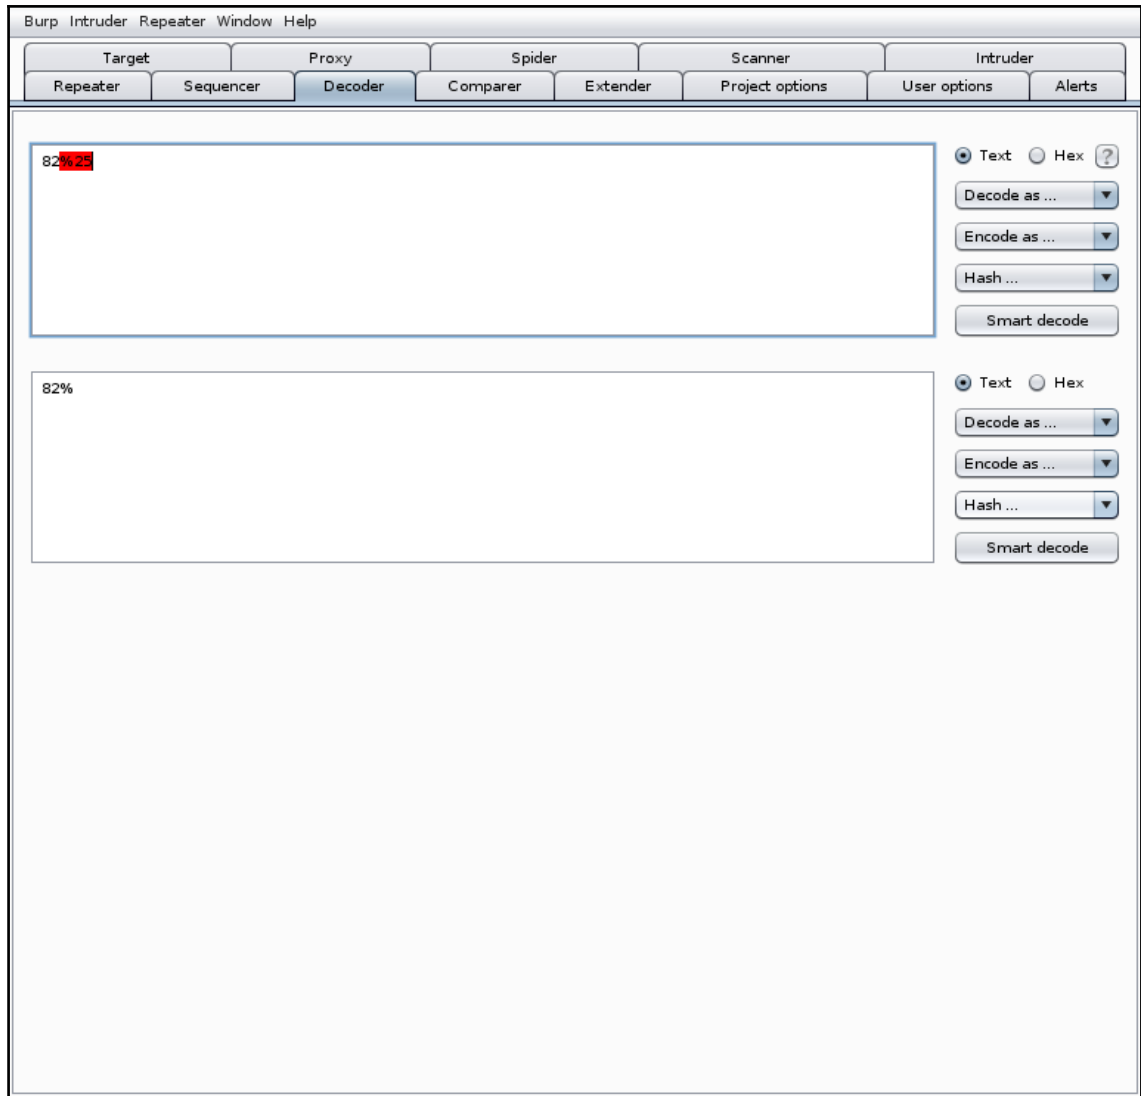 Burp Intruder Repeater Window Help
Target Proxy Spider Scanner Intruder
Repeater Sequencer Decoder Comparer Extender Project options User options Alerts
82%25
Text Hex ?
Decode as ...
Encode as ...
Hash ...
Smart decode
82%
Text Hex
Decode as ...
Encode as ...
Hash ...
Smart decode